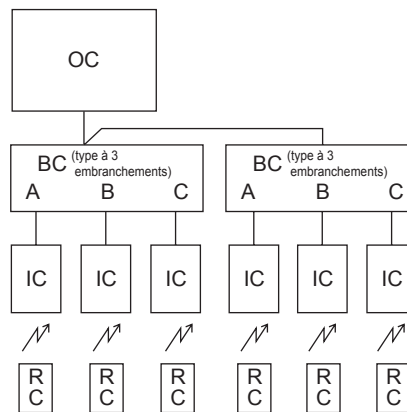 OC
BC (type à 3 embranchements)
A B C
BC (type à 3 embranchements)
A B C
IC IC IC IC IC IC
R R R R R R
C C C C C C